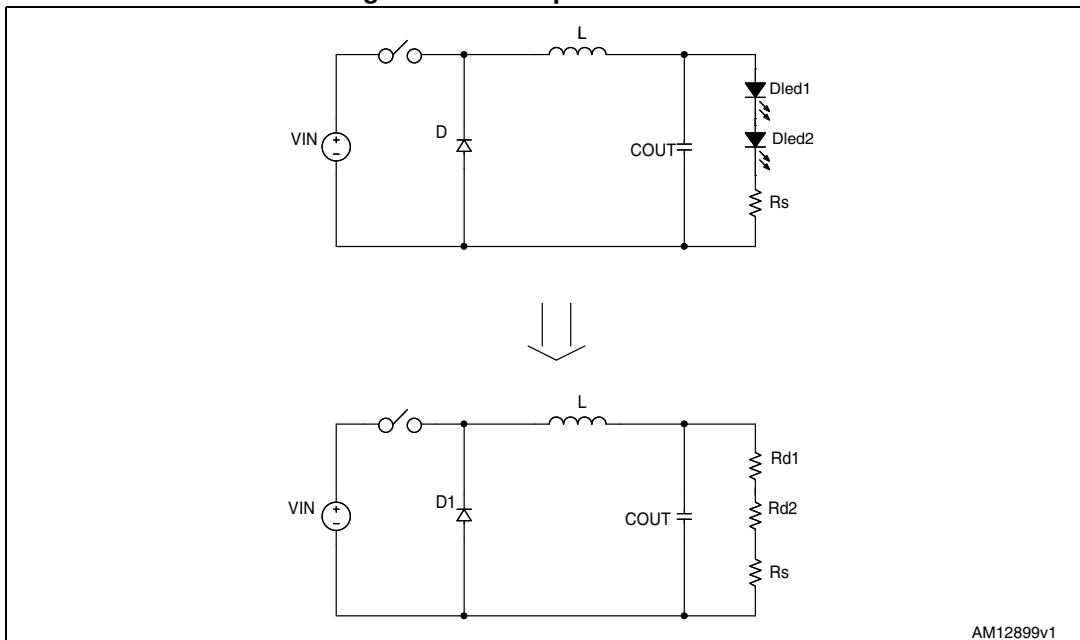 L
Dled1
D
VIN
+
-
COUT
Dled2
Rs
L
Rd1
D1
VIN
+
-
COUT
Rd2
Rs
AM12899v1